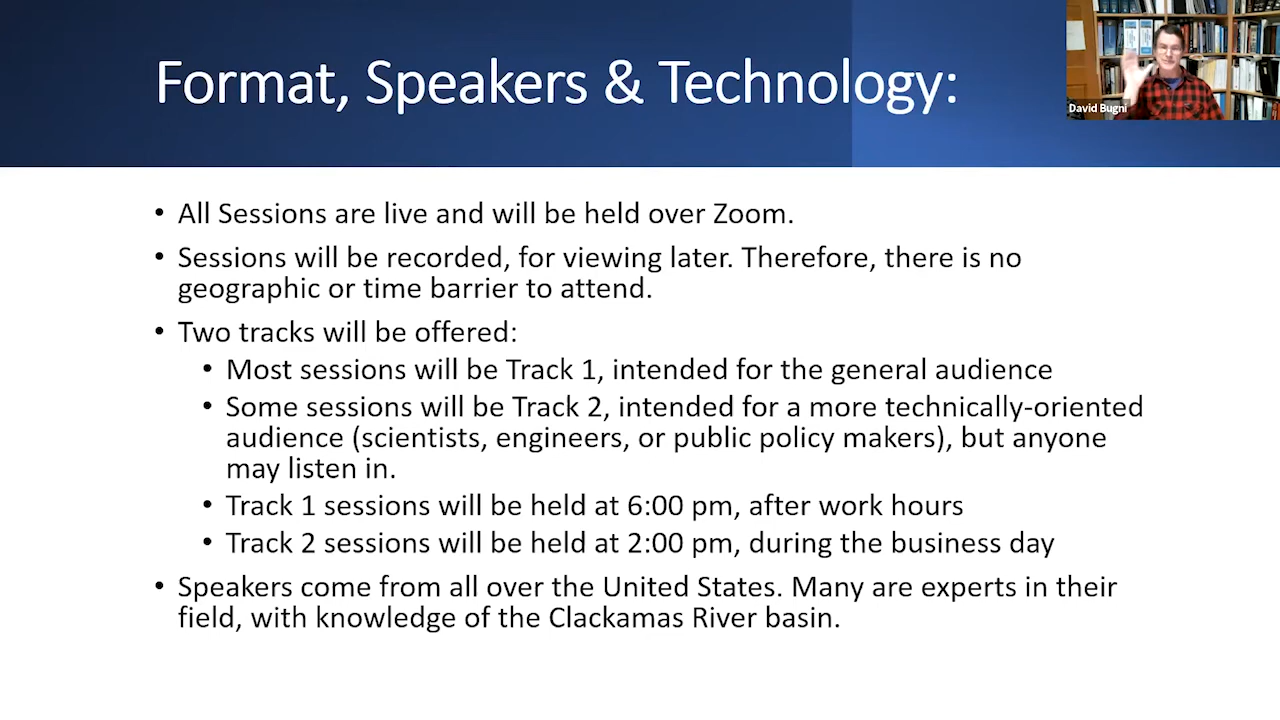 Format, Speakers & Technology:
David Bugni
• All Sessions are live and will be held over Zoom.
• Sessions will be recorded, for viewing later. Therefore, there is no
geographic or time barrier to attend.
• Two tracks will be offered:
• Most sessions will be Track 1, intended for the general audience
• Some sessions will be Track 2, intended for a more technically-oriented
audience (scientists, engineers, or public policy makers), but anyone
may listen in.
• Track 1 sessions will be held at 6:00 pm, after work hours
• Track 2 sessions will be held at 2:00 pm, during the business day
• Speakers come from all over the United States. Many are experts in their
field, with knowledge of the Clackamas River basin.